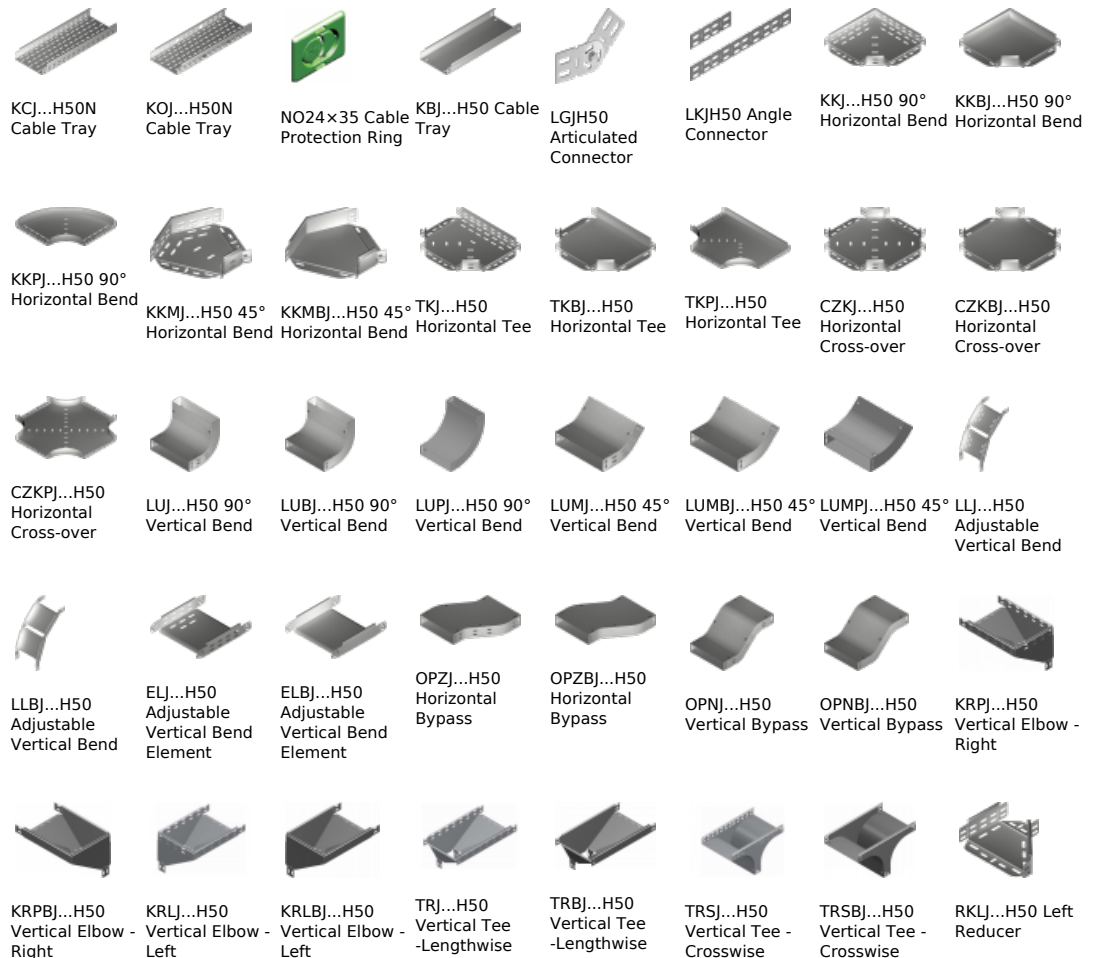 KCJ...H50N
Cable Tray
KOJ...H50N
Cable Tray
NO24×35 Cable
Protection Ring
KBJ...H50 Cable
Tray
LGJH50
Articulated
Connector
LKJH50 Angle
Connector
KKJ...H50 90°
Horizontal Bend
KKBJ...H50 90°
Horizontal Bend
KKPJ...H50 90°
Horizontal Bend
KKMJ...H50 45°
Horizontal Bend
KKMBJ...H50 45°
Horizontal Bend
TKJ...H50
Horizontal Tee
TKBJ...H50
Horizontal Tee
TKPJ...H50
Horizontal Tee
CZKJ...H50
Horizontal
Cross-over
CZKBJ...H50
Horizontal
Cross-over
CZKPJ...H50
Horizontal
Cross-over
LUJ...H50 90°
Vertical Bend
LUBJ...H50 90°
Vertical Bend
LUPJ...H50 90°
Vertical Bend
LUMJ...H50 45°
Vertical Bend
LUMBJ...H50 45°
Vertical Bend
LUMPJ...H50 45°
Vertical Bend
LLJ...H50
Adjustable
Vertical Bend
LLBJ...H50
Adjustable
Vertical Bend
ELJ...H50
Adjustable
Vertical Bend
Element
ELBJ...H50
Adjustable
Vertical Bend
Element
OPZJ...H50
Horizontal
Bypass
OPZBJ...H50
Horizontal
Bypass
OPNJ...H50
Vertical Bypass
OPNBJ...H50
Vertical Bypass
KRPJ...H50
Vertical Elbow -
Right
KRPBJ...H50
Vertical Elbow -
Right
KRLJ...H50
Vertical Elbow -
Left
KRLBJ...H50
Vertical Elbow -
Left
TRJ...H50
Vertical Tee
-Lengthwise
TRBJ...H50
Vertical Tee
-Lengthwise
TRSJ...H50
Vertical Tee -
Crosswise
TRSBJ...H50
Vertical Tee -
Crosswise
RKLJ...H50 Left
Reducer